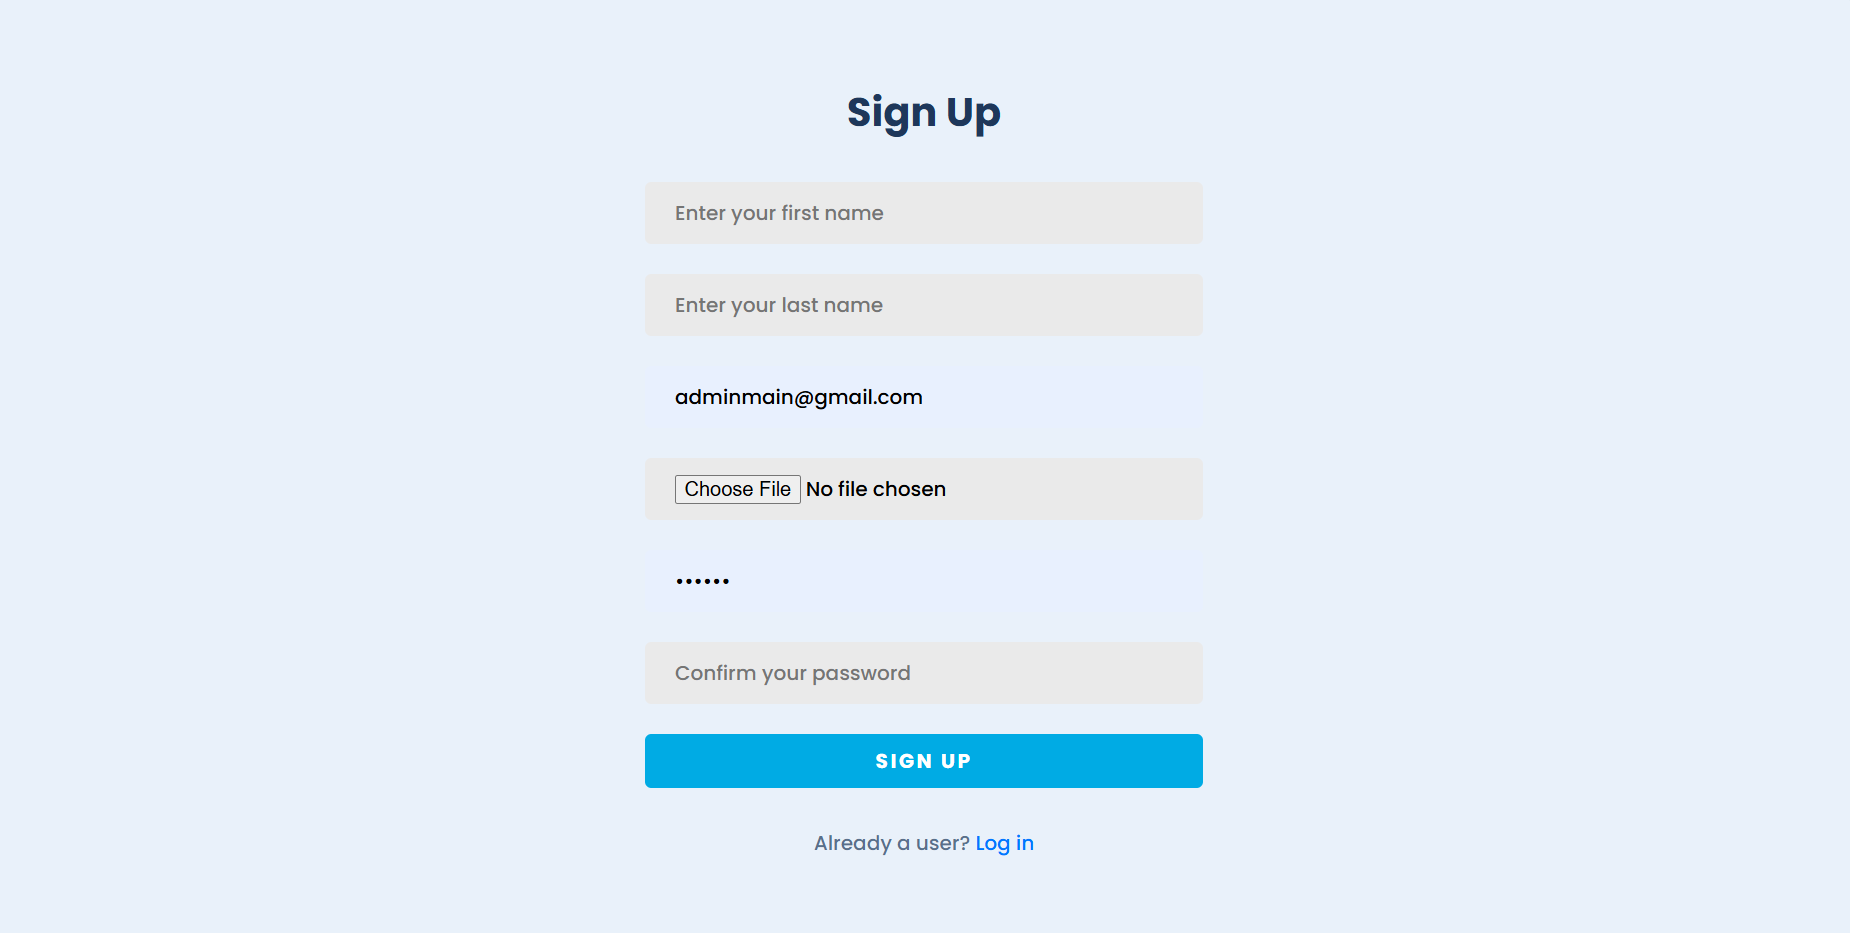 Sign Up
Enter your first name
Enter your last name
adminmain@gmail.com
Choose File No file chosen
••••••
Confirm your password
SIGN UP
Already a user? Log in